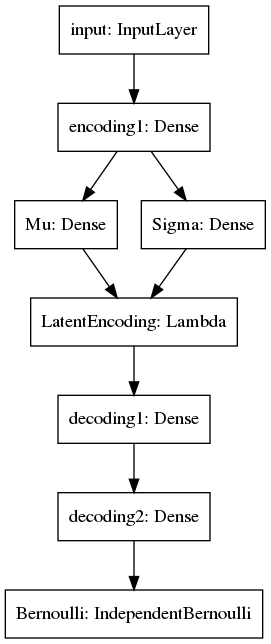 input: InputLayer
encoding1: Dense
Mu: Dense
Sigma: Dense
LatentEncoding: Lambda
decoding1: Dense
decoding2: Dense
Bernoulli: IndependentBernoulli